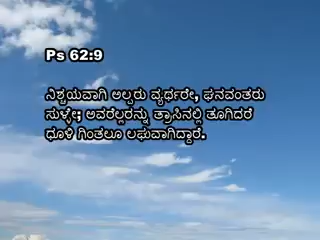 Ps 62:9
ನಿಶ್ಚಯವಾಗಿ ಅಲ್ಪರು ವ್ಯರ್ಥರೇ, ಘನವಂತರು
ಸುಳ್ಳೇ; ಅವರೆಲ್ಲರನ್ನು ತ್ರಾಸಿನಲ್ಲಿ ತೂಗಿದರೆ
ಧೂಳಿ ಗಿಂತಲೂ ಲಘುವಾಗಿದ್ದಾರೆ.